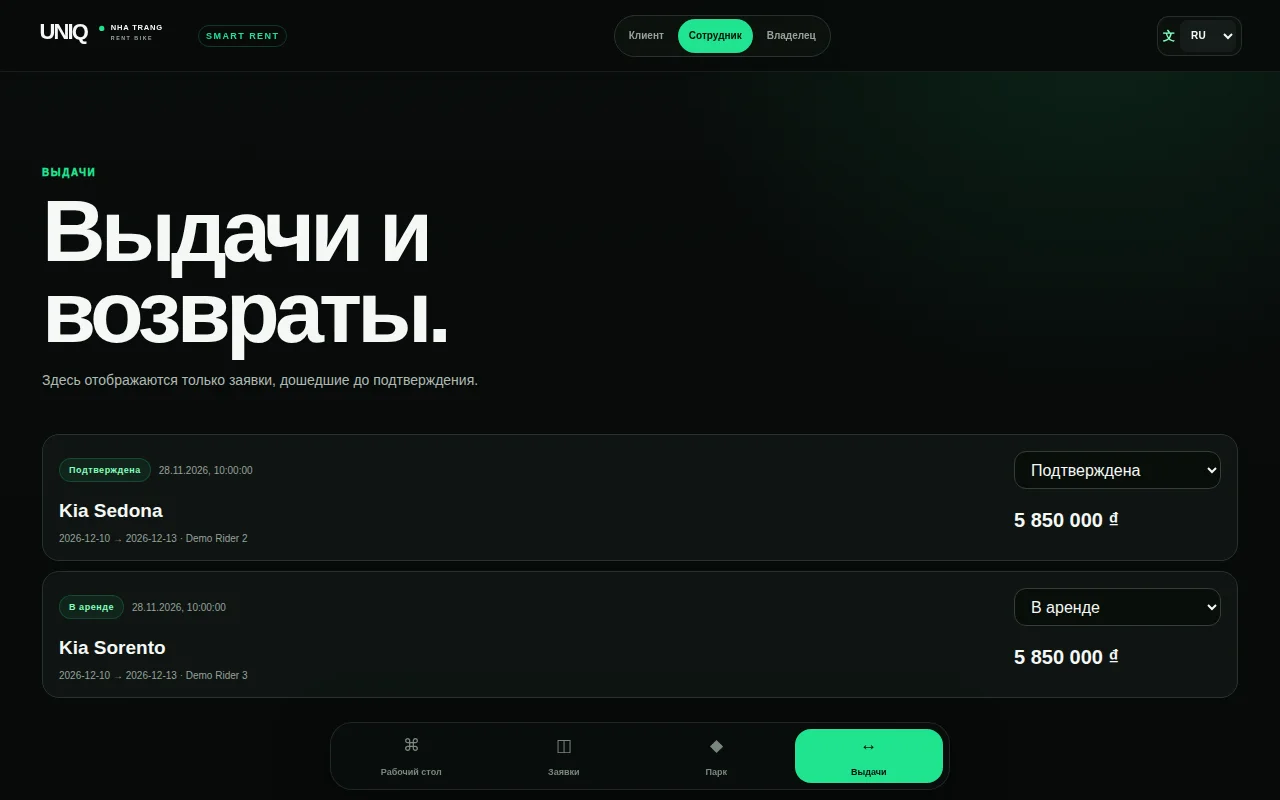 UNIQ
NHA TRANG
RENT BIKE
SMART RENT
Клиент
Сотрудник
Владелец
文
RU
ВЫДАЧИ
Выдачи и
возвраты.
Здесь отображаются только заявки, дошедшие до подтверждения.
Подтверждена
28.11.2026, 10:00:00
Подтверждена
Kia Sedona
5 850 000 ₫
2026-12-10 → 2026-12-13 · Demo Rider 2
В аренде
28.11.2026, 10:00:00
В аренде
Kia Sorento
5 850 000 ₫
2026-12-10 → 2026-12-13 · Demo Rider 3
Рабочий стол
Заявки
Парк
Выдачи